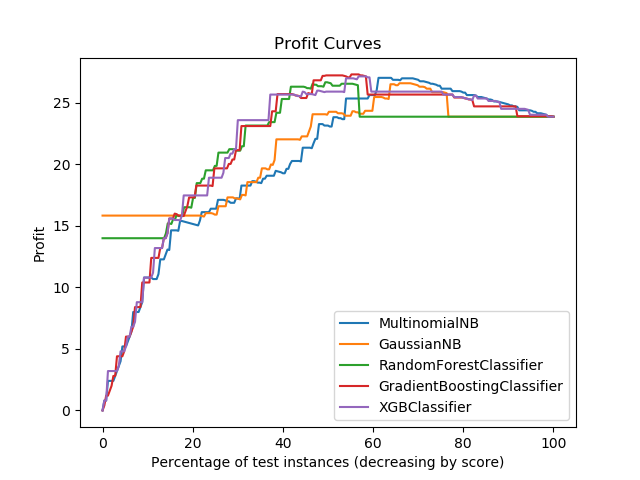 Profit Curves
Profit
25
20
15
10
5
0
0 20 40 60 80 100
Percentage of test instances (decreasing by score)
MultinomialNB
GaussianNB
RandomForestClassifier
GradientBoostingClassifier
XGBClassifier